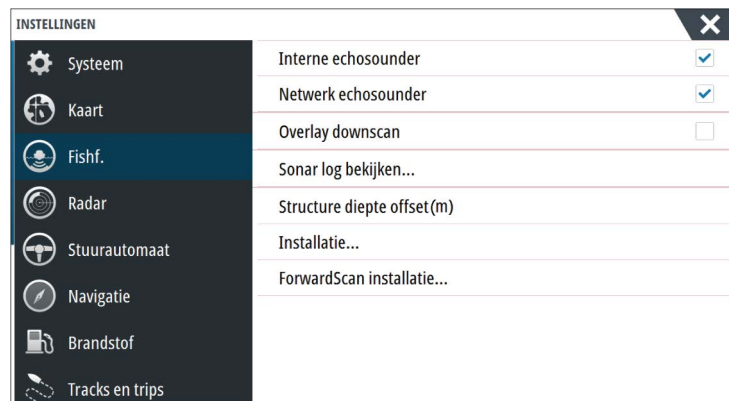 INSTELLINGEN
Systeem
Kaart
Fishf.
Radar
Stuurautomaat
Navigatie
Brandstof
Tracks en trips
Interne echosounder
Netwerk echosounder
Overlay downscan
Sonar log bekijken...
Structure diepte offset(m)
Installatie...
ForwardScan installatie...